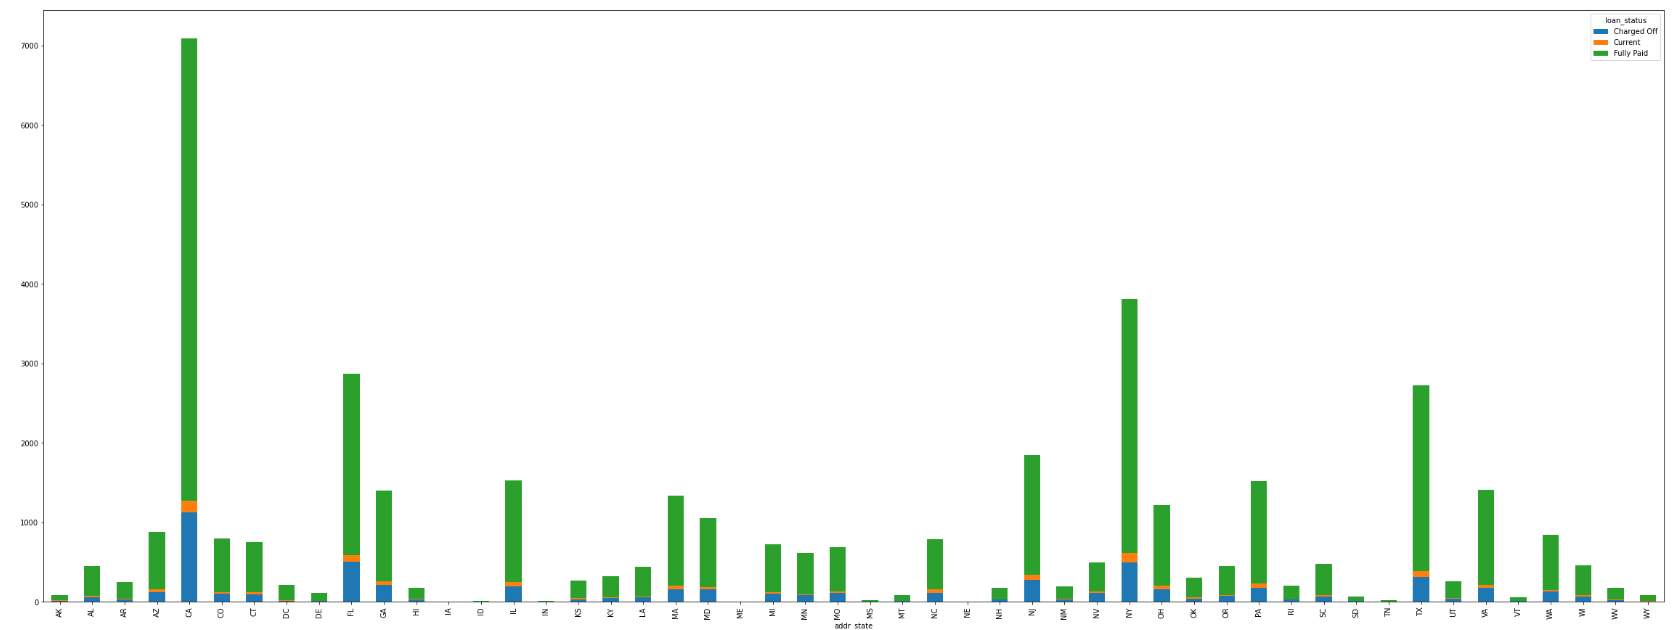 loan_status
Charged Off
Current
Fully Paid
7000
6000
5000
4000
3000
2000
1000
0
AK AL AR AZ CA CO CT DC DE FL GA HI IA ID IL IN KS KY LA MA MD ME MI MN MO MS MT NC NE NH NJ NM NV NY OH OK OR PA RI SC SD TN TX UT VA VT WA WI WV WY
addr_state